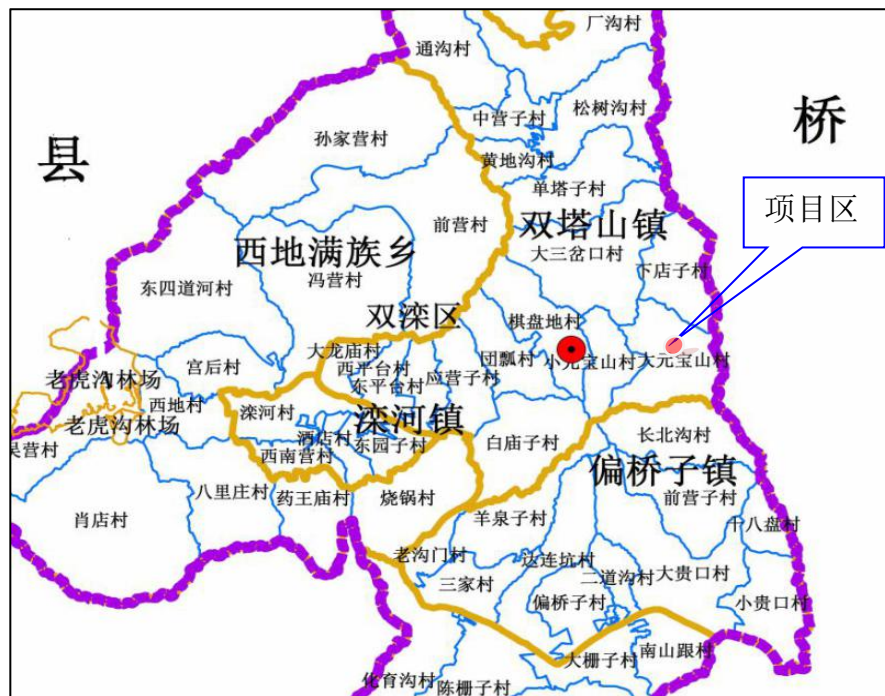 厂沟村
通沟村
松树沟村
中营子村
桥
孙家营村
县
黄地沟村
单塔子村
项目区
前营村
双塔山镇
西地满族乡
大三岔口村
下店子村
冯营村
东四道河村
双滦区
棋盘地村
大龙庙村
西平台村
团瓢村
小元宝山村
大元宝山村
宫后村
东平台村
应营子村
老虎沟林场
西地村
滦河村
滦河镇
老虎沟林场
酒店村
东园子村
白庙子村
长北沟村
吴营村
西南营村
偏桥子镇
八里庄村
药王庙村
烧锅村
前营子村
肖店村
羊泉子村
十八盘村
老沟门村
达连坑村
三家村
二道沟村
大贵口村
偏桥子村
小贵口村
南山跟村
大栅子村
化育沟村
陈栅子村